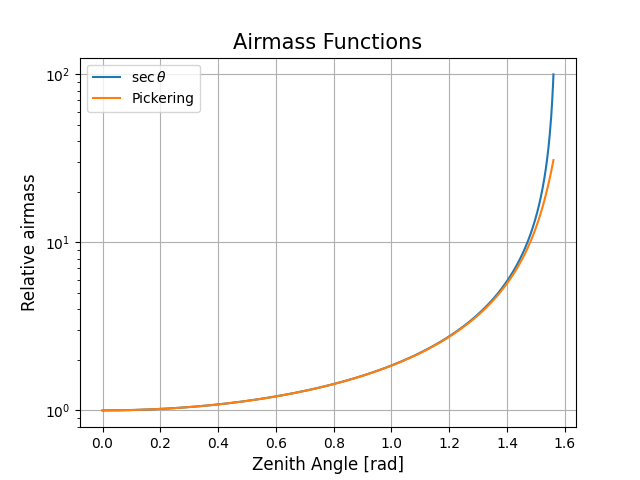 Airmass Functions
sec θ
Pickering
Relative airmass
10²
10¹
10⁰
0.0 0.2 0.4 0.6 0.8 1.0 1.2 1.4 1.6
Zenith Angle [rad]